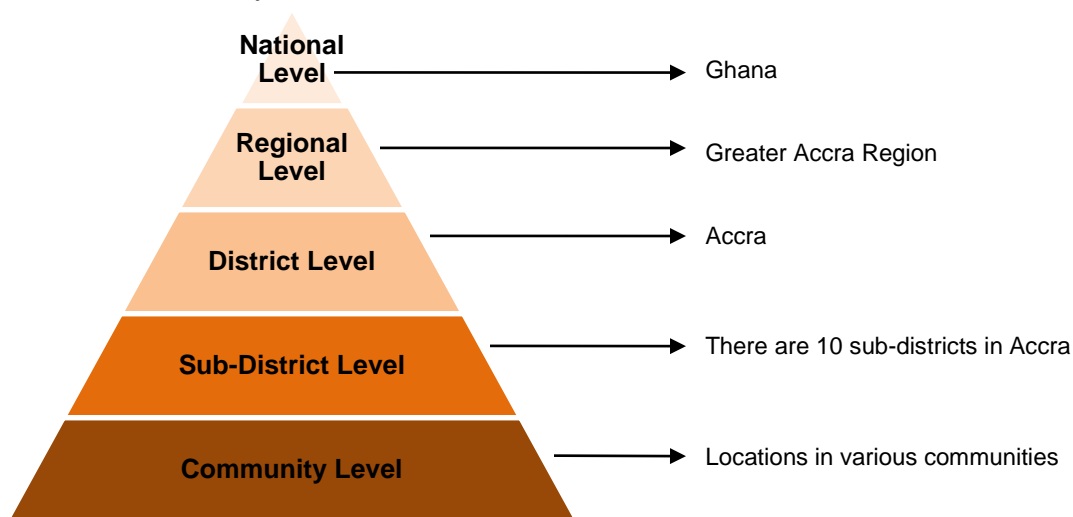 National
Level
Ghana
Regional
Level
Greater Accra Region
District Level
Accra
Sub-District Level
There are 10 sub-districts in Accra
Community Level
Locations in various communities